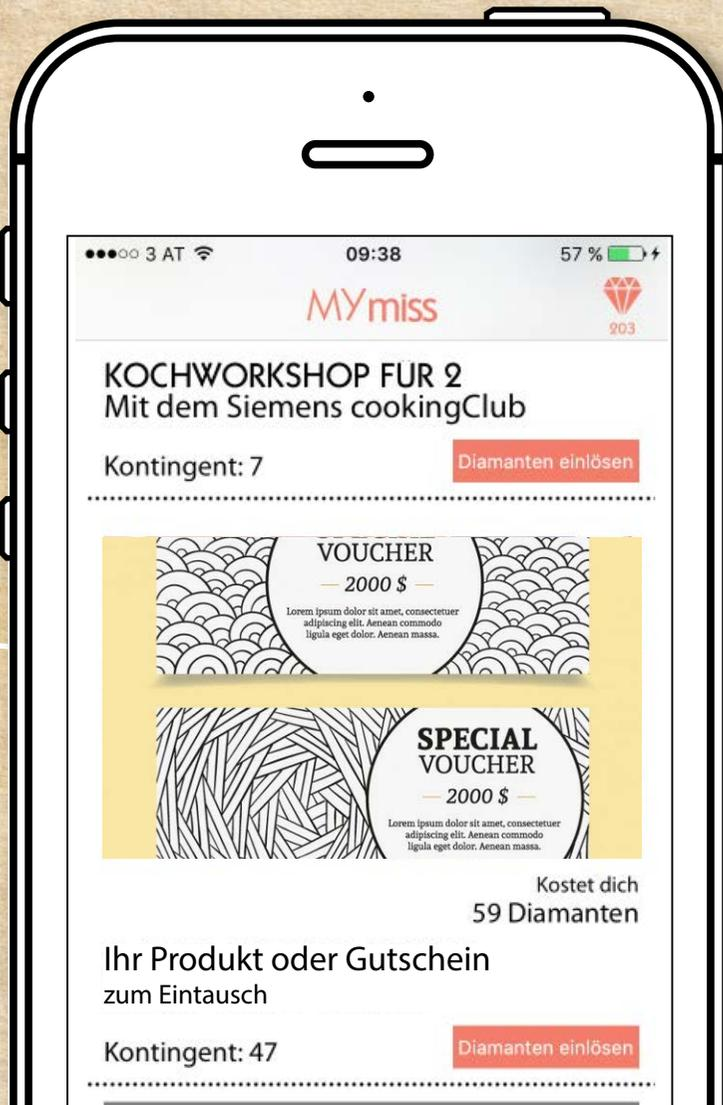 3 AT 09:38 57 %
MYmiss
203
KOCHWORKSHOP FÜR 2
Mit dem Siemens cookingClub
Kontingent: 7 Diamanten einlösen
VOUCHER
2000 $
Lorem ipsum dolor sit amet, consectetuer
adipiscing elit. Aenean commodo
ligula eget dolor. Aenean massa.
SPECIAL
VOUCHER
2000 $
Lorem ipsum dolor sit amet, consectetuer
adipiscing elit. Aenean commodo
ligula eget dolor. Aenean massa.
Kostet dich
59 Diamanten
Ihr Produkt oder Gutschein
zum Eintausch
Kontingent: 47 Diamanten einlösen